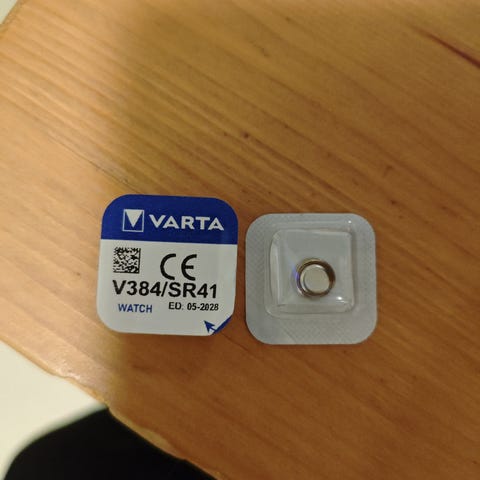 VARTA
CE
V384/SR41
WATCH ED: 05-2028